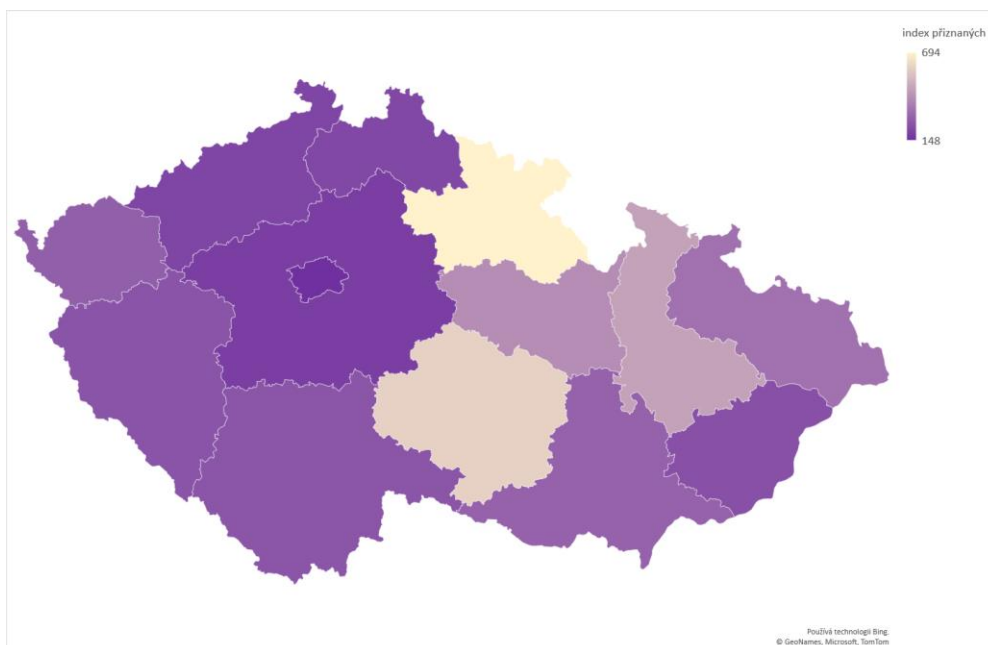 index přiznaných
694
148
Používá technologii Bing.
© GeoNames, Microsoft, TomTom